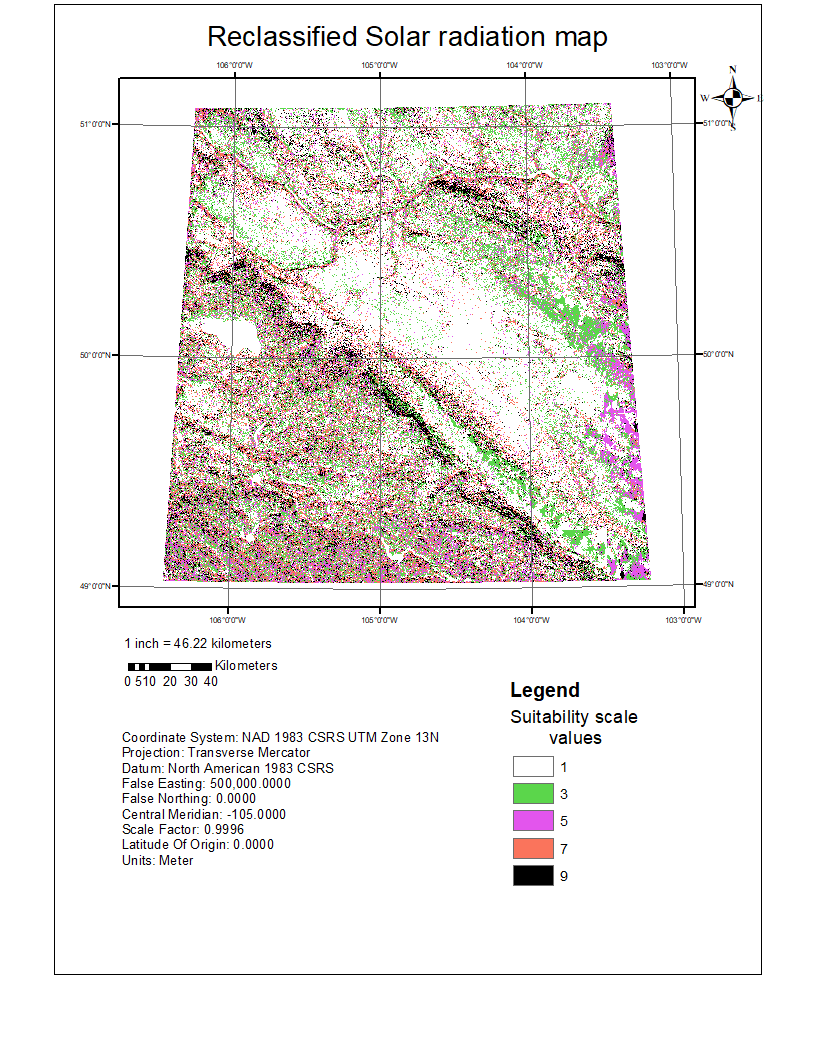 Reclassified Solar radiation map
106°0'0"W 105°0'0"W 104°0'0"W 103°0'0"W
N
W E
S
51°0'0"N 51°0'0"N
50°0'0"N 50°0'0"N
49°0'0"N 49°0'0"N
106°0'0"W 105°0'0"W 104°0'0"W 103°0'0"W
1 inch = 46.22 kilometers
Kilometers
0 510 20 30 40
Coordinate System: NAD 1983 CSRS UTM Zone 13N
Projection: Transverse Mercator
Datum: North American 1983 CSRS
False Easting: 500,000.0000
False Northing: 0.0000
Central Meridian: -105.0000
Scale Factor: 0.9996
Latitude Of Origin: 0.0000
Units: Meter
Legend
Suitability scale
values
1
3
5
7
9